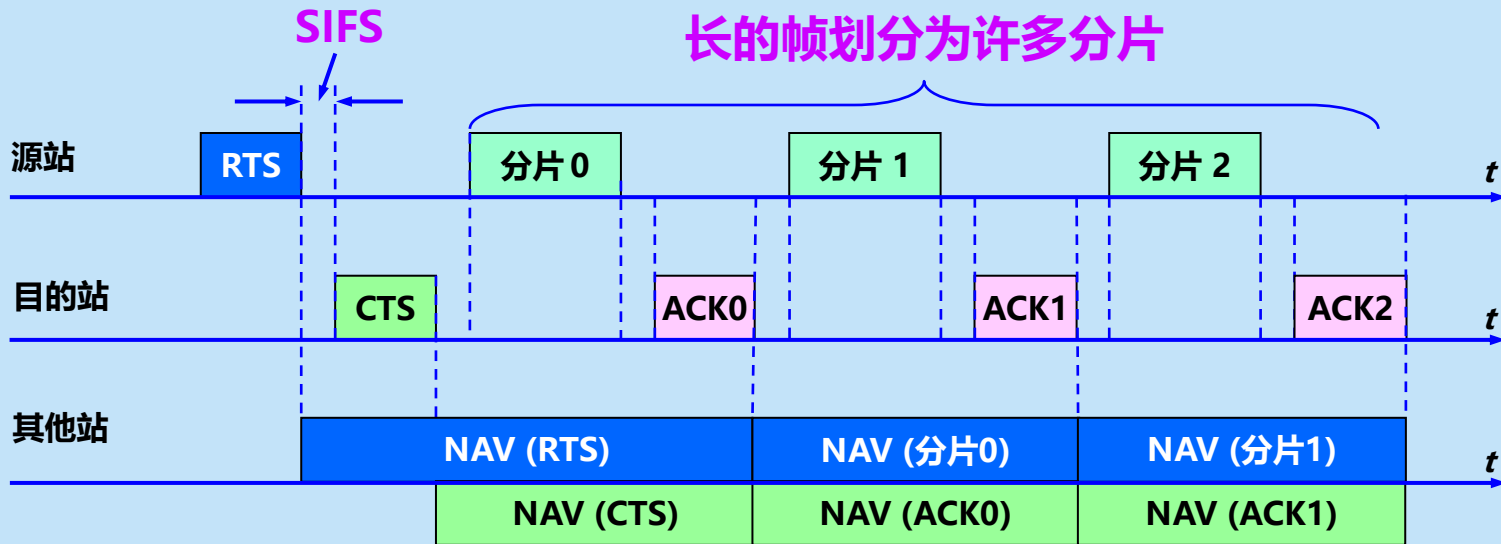 SIFS
长的帧划分为许多分片
源站
RTS
分片 0
分片 1
分片 2
t
目的站
CTS
ACK0
ACK1
ACK2
t
其他站
NAV (RTS)
NAV (分片0)
NAV (分片1)
t
NAV (CTS)
NAV (ACK0)
NAV (ACK1)